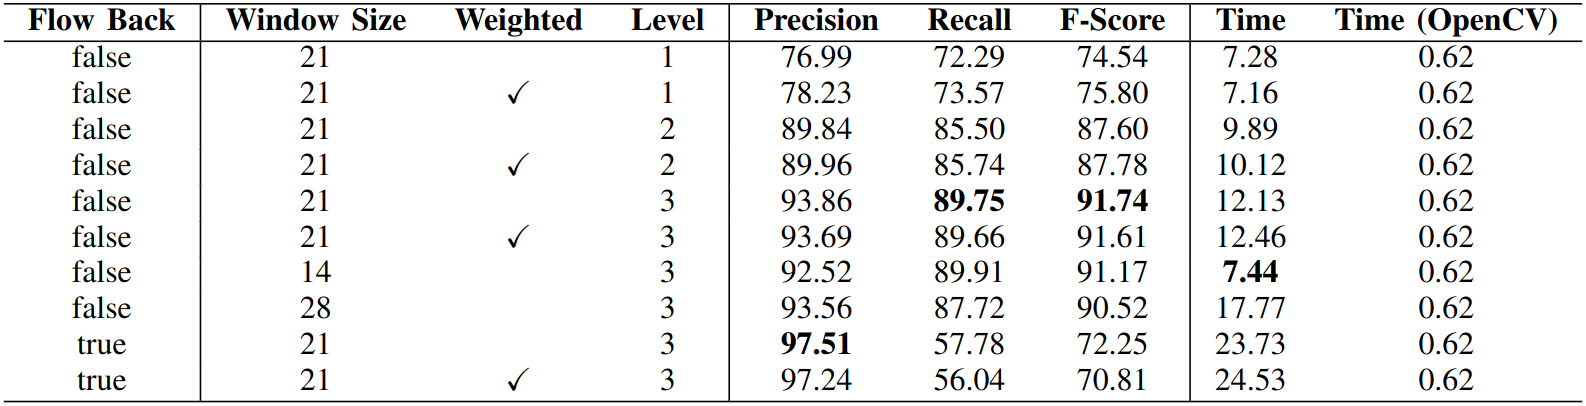 Flow Back Window Size Weighted Level Precision Recall F-Score Time Time (OpenCV)
false 21 1 76.99 72.29 74.54 7.28 0.62
false 21 ✓ 1 78.23 73.57 75.80 7.16 0.62
false 21 2 89.84 85.50 87.60 9.89 0.62
false 21 ✓ 2 89.96 85.74 87.78 10.12 0.62
false 21 3 93.86 89.75 91.74 12.13 0.62
false 21 ✓ 3 93.69 89.66 91.61 12.46 0.62
false 14 3 92.52 89.91 91.17 7.44 0.62
false 28 3 93.56 87.72 90.52 17.77 0.62
true 21 3 97.51 57.78 72.25 23.73 0.62
true 21 ✓ 3 97.24 56.04 70.81 24.53 0.62